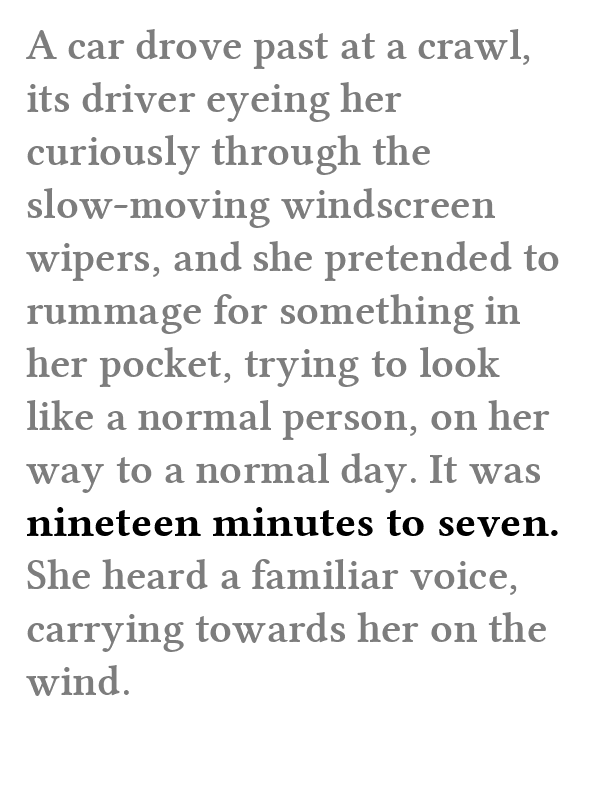 A car drove past at a crawl,
its driver eyeing her
curiously through the
slow-moving windscreen
wipers, and she pretended to
rummage for something in
her pocket, trying to look
like a normal person, on her
way to a normal day. It was
nineteen minutes to seven.
She heard a familiar voice,
carrying towards her on the
wind.